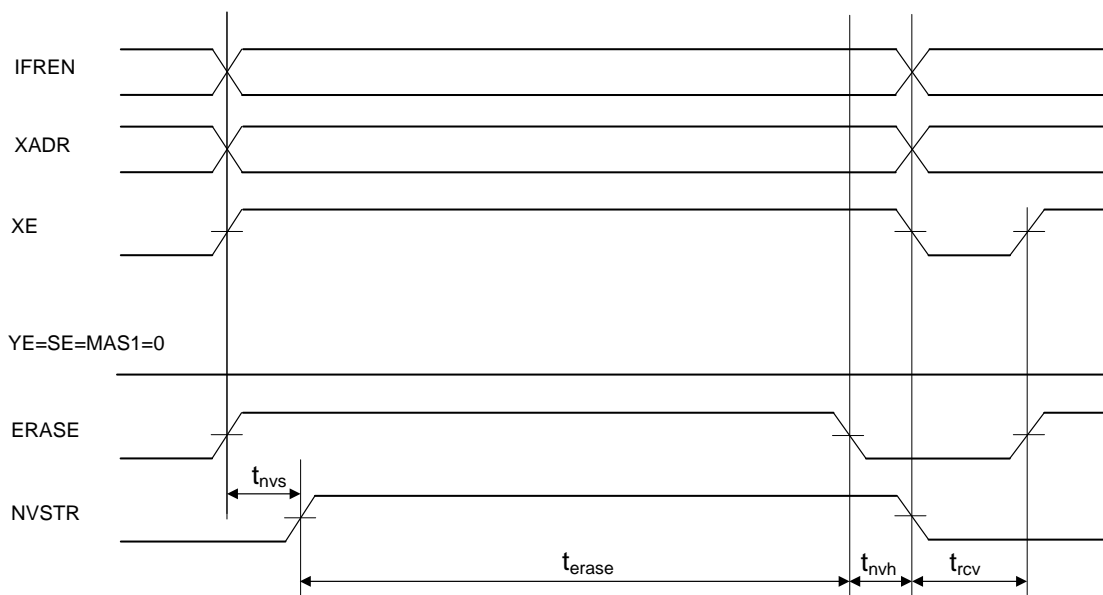 IFREN
XADR
XE
YE=SE=MAS1=0
ERASE
tnvs
NVSTR
terase
tnvh
trcv